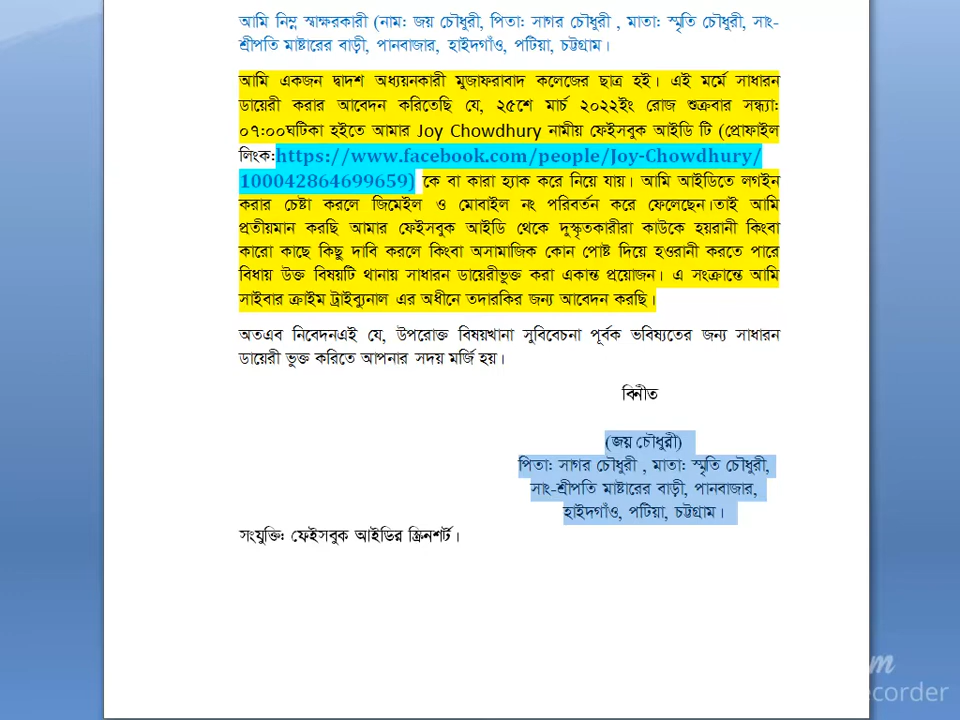 আমি নিম্ন স্বাক্ষরকারী (নাম: জয় চৌধুরী, পিতা: সাগর চৌধুরী , মাতা: স্মৃতি চৌধুরী, সাং-
শ্রীপতি মাষ্টারের বাড়ী, পানবাজার, হাইদগাঁও, পটিয়া, চট্টগ্রাম।
আমি একজন দ্বাদশ অধ্যয়নকারী মুজাফরাবাদ কলেজের ছাত্র হই। এই মর্মে সাধারন
ডায়েরী করার আবেদন করিতেছি যে, ২৫শে মার্চ ২০২২ইং রোজ শুক্রবার সন্ধ্যা:
০৭:০০ঘটিকা হইতে আমার Joy Chowdhury নামীয় ফেইসবুক আইডি টি (প্রোফাইল
লিংক:https://www.facebook.com/people/Joy-Chowdhury/
100042864699659) কে বা কারা হ্যাক করে নিয়ে যায়। আমি আইডিতে লগইন
করার চেষ্টা করলে জিমেইল ও মোবাইল নং পরিবর্তন করে ফেলেছেন।তাই আমি
প্রতীয়মান করছি আমার ফেইসবুক আইডি থেকে দুস্কৃতকারীরা কাউকে হয়রানী কিংবা
কারো কাছে কিছু দাবি করলে কিংবা অসামাজিক কোন পোষ্ট দিয়ে হওরানী করতে পারে
বিধায় উক্ত বিষয়টি থানায় সাধারন ডায়েরীভুক্ত করা একান্ত প্রয়োজন। এ সংক্রান্তে আমি
সাইবার ক্রাইম ট্রাইব্যুনাল এর অধীনে তদারকির জন্য আবেদন করছি।
অতএব নিবেদনএই যে, উপরোক্ত বিষয়খানা সুবিবেচনা পূর্বক ভবিষ্যতের জন্য সাধারন
ডায়েরী ভুক্ত করিতে আপনার সদয় মর্জি হয়।
বিনীত
(জয় চৌধুরী)
পিতা: সাগর চৌধুরী , মাতা: স্মৃতি চৌধুরী,
সাং-শ্রীপতি মাষ্টারের বাড়ী, পানবাজার,
হাইদগাঁও, পটিয়া, চট্টগ্রাম।
সংযুক্তি: ফেইসবুক আইডির স্ক্রিনশর্ট।